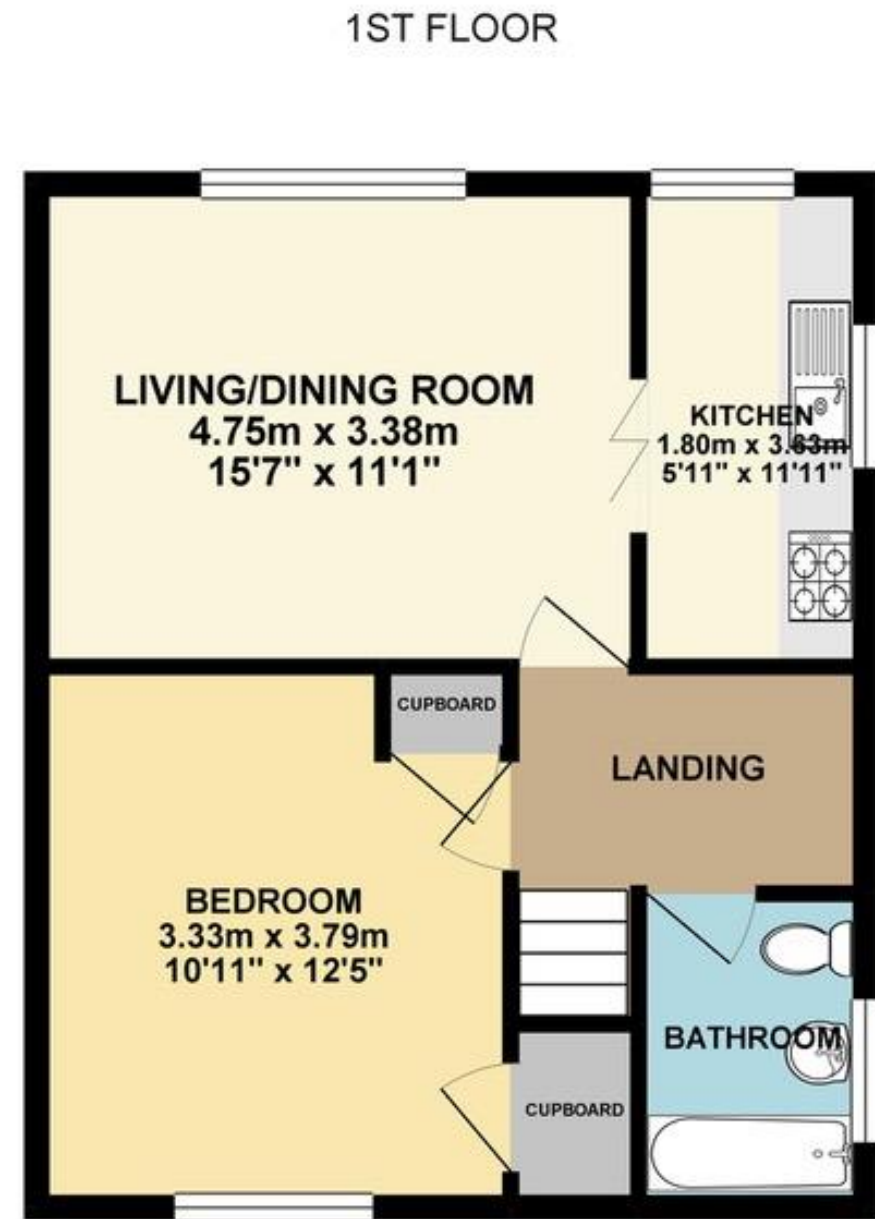 1ST FLOOR
LIVING/DINING ROOM
4.75m x 3.38m
15'7" x 11'1"
KITCHEN
1.80m x 3.63m
5'11" x 11'11"
CUPBOARD
LANDING
BEDROOM
3.33m x 3.79m
10'11" x 12'5"
BATHROOM
CUPBOARD